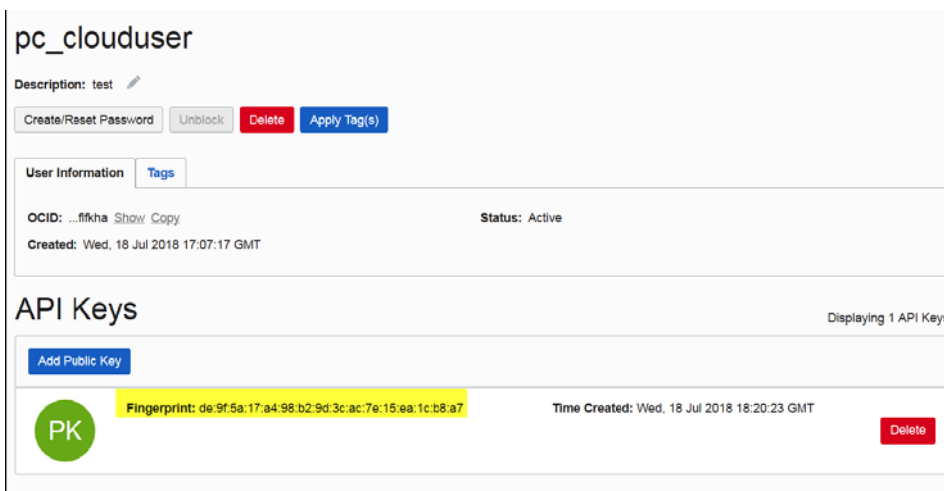 pc_clouduser
Description: test
Create/Reset Password Unblock Delete Apply Tag(s)
User Information Tags
OCID: ...flfkha Show Copy Status: Active
Created: Wed, 18 Jul 2018 17:07:17 GMT
API Keys
Displaying 1 API Keys
Add Public Key
Fingerprint: de:9f:5a:17:a4:98:b2:9d:3c:ac:7e:15:ea:1c:b8:a7 Time Created: Wed, 18 Jul 2018 18:20:23 GMT
PK
Delete